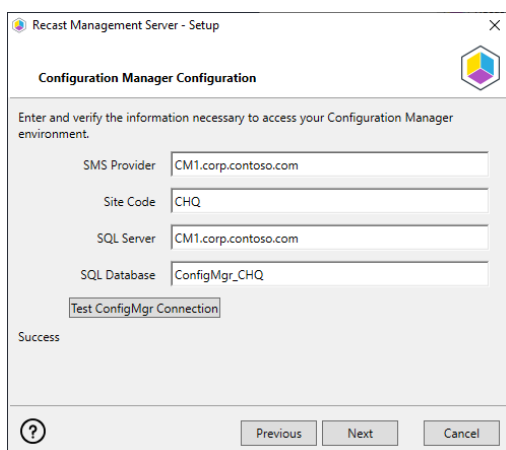 Recast Management Server - Setup
Configuration Manager Configuration
Enter and verify the information necessary to access your Configuration Manager
environment.
SMS Provider CM1.corp.contoso.com
Site Code CHQ
SQL Server CM1.corp.contoso.com
SQL Database ConfigMgr_CHQ
Test ConfigMgr Connection
Success
? Previous Next Cancel